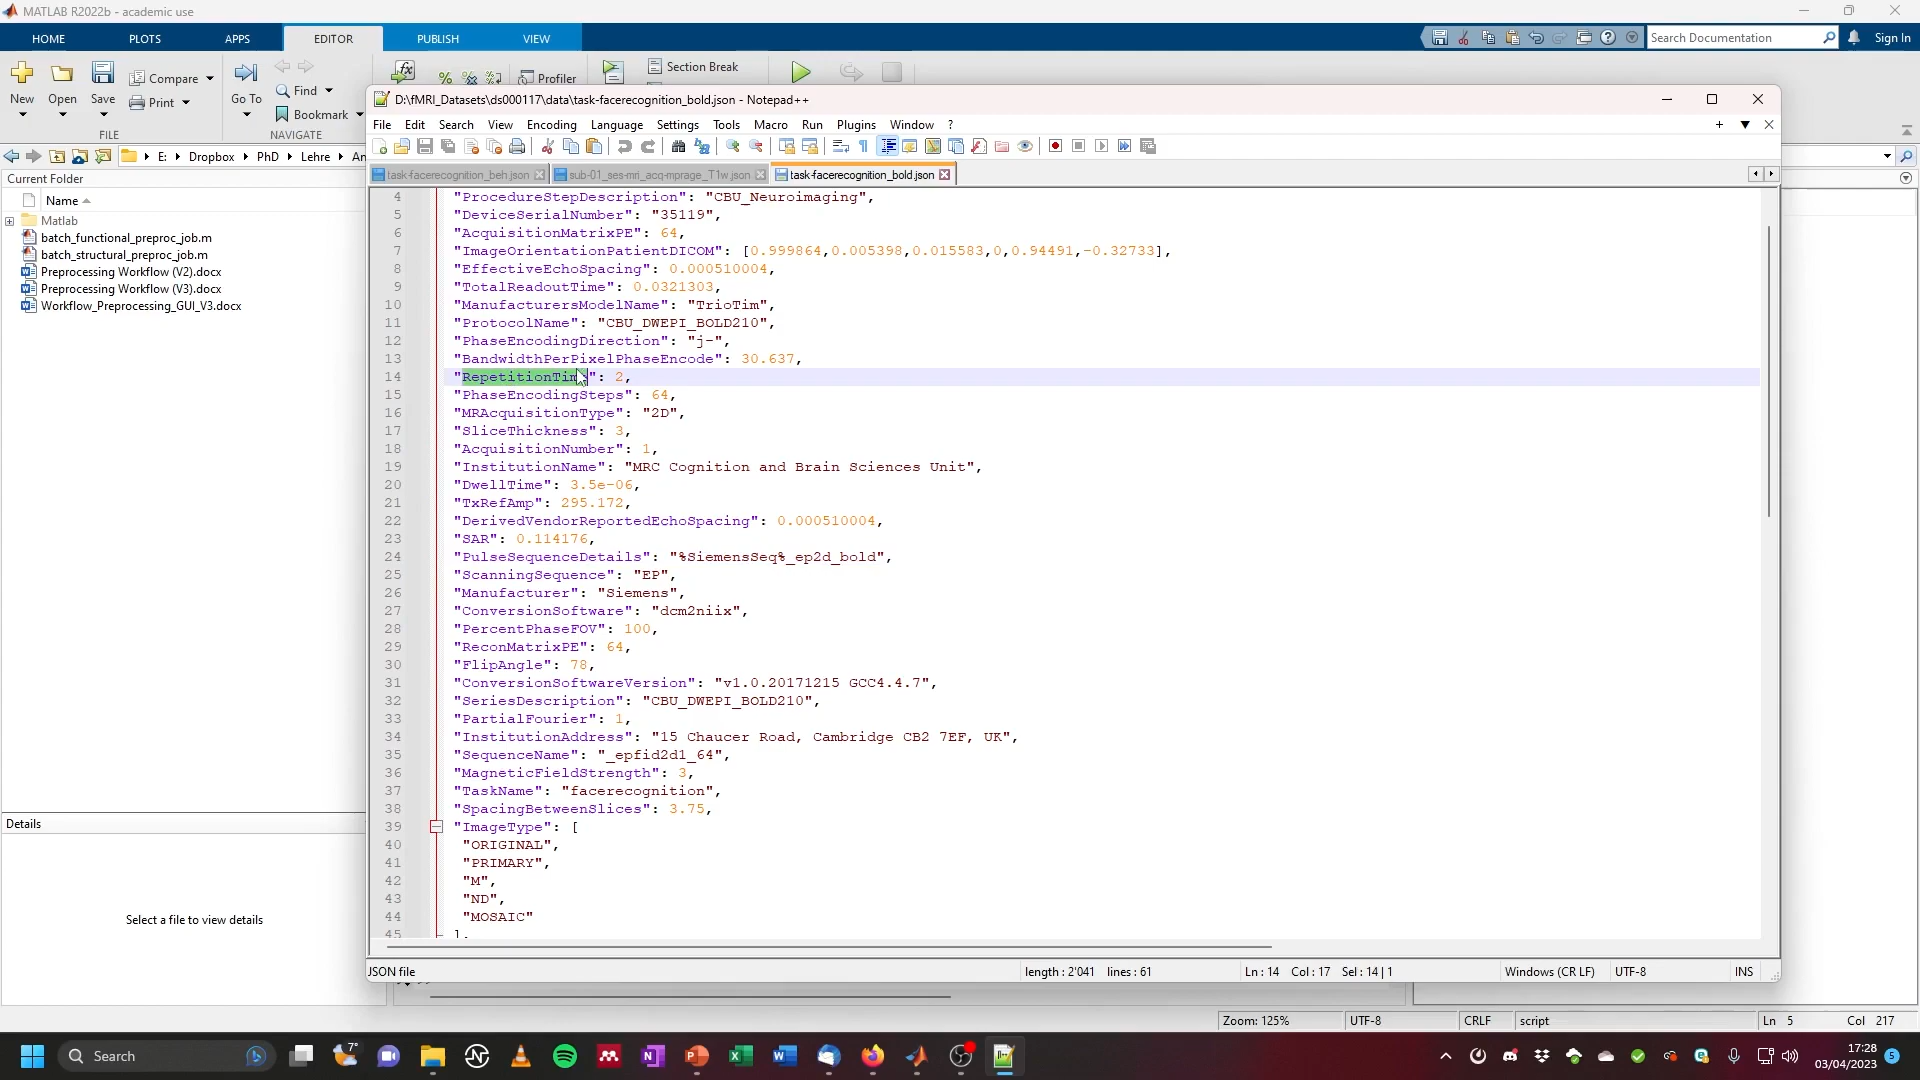 MATLAB R2022b - academic use
HOME PLOTS APPS EDITOR PUBLISH VIEW
Search Documentation
Sign In
New Open Save Compare Print
Go To Find Bookmark
Profiler
Section Break
FILE NAVIGATE
E: Dropbox PhD Lehre
Current Folder
Name
Matlab
batch_functional_preproc_job.m
batch_structural_preproc_job.m
Preprocessing Workflow (V2).docx
Preprocessing Workflow (V3).docx
Workflow_Preprocessing_GUI_V3.docx
Details
Select a file to view details
D:\fMRI_Datasets\ds000117\data\task-facerecognition_bold.json - Notepad++
File Edit Search View Encoding Language Settings Tools Macro Run Plugins Window ?
task-facerecognition_beh.json sub-01_ses-mri_acq-mprage_T1w.json task-facerecognition_bold.json
4 "ProcedureStepDescription": "CBU_Neuroimaging",
5 "DeviceSerialNumber": "35119",
6 "AcquisitionMatrixPE": 64,
7 "ImageOrientationPatientDICOM": [0.999864,0.005398,0.015583,0,0.94491,-0.32733],
8 "EffectiveEchoSpacing": 0.000510004,
9 "TotalReadoutTime": 0.0321303,
10 "ManufacturersModelName": "TrioTim",
11 "ProtocolName": "CBU_DWEPI_BOLD210",
12 "PhaseEncodingDirection": "j-",
13 "BandwidthPerPixelPhaseEncode": 30.637,
14 "RepetitionTime": 2,
15 "PhaseEncodingSteps": 64,
16 "MRAcquisitionType": "2D",
17 "SliceThickness": 3,
18 "AcquisitionNumber": 1,
19 "InstitutionName": "MRC Cognition and Brain Sciences Unit",
20 "DwellTime": 3.5e-06,
21 "TxRefAmp": 295.172,
22 "DerivedVendorReportedEchoSpacing": 0.000510004,
23 "SAR": 0.114176,
24 "PulseSequenceDetails": "%SiemensSeq%_ep2d_bold",
25 "ScanningSequence": "EP",
26 "Manufacturer": "Siemens",
27 "ConversionSoftware": "dcm2niix",
28 "PercentPhaseFOV": 100,
29 "ReconMatrixPE": 64,
30 "FlipAngle": 78,
31 "ConversionSoftwareVersion": "v1.0.20171215 GCC4.4.7",
32 "SeriesDescription": "CBU_DWEPI_BOLD210",
33 "PartialFourier": 1,
34 "InstitutionAddress": "15 Chaucer Road, Cambridge CB2 7EF, UK",
35 "SequenceName": "_epfid2d1_64",
36 "MagneticFieldStrength": 3,
37 "TaskName": "facerecognition",
38 "SpacingBetweenSlices": 3.75,
39 "ImageType": [
40 "ORIGINAL",
41 "PRIMARY",
42 "M",
43 "ND",
44 "MOSAIC"
45 ],
JSON file length : 2'041 lines : 61 Ln : 14 Col : 17 Sel : 14 | 1 Windows (CR LF) UTF-8 INS
Zoom: 125% UTF-8 CRLF script Ln 5 Col 217
Search
7°
17:28
03/04/2023
5